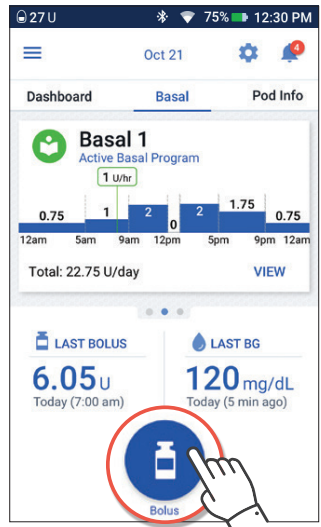 27 U 75% 12:30 PM
Oct 21 4
Dashboard Basal Pod Info
Basal 1
Active Basal Program
1 U/hr
0.75 1 2 0 2 1.75 0.75
12am 5am 9am 12pm 5pm 9pm 12am
Total: 22.75 U/day VIEW
LAST BOLUS LAST BG
6.05 U 120 mg/dL
Today (7:00 am) Today (5 min ago)
Bolus